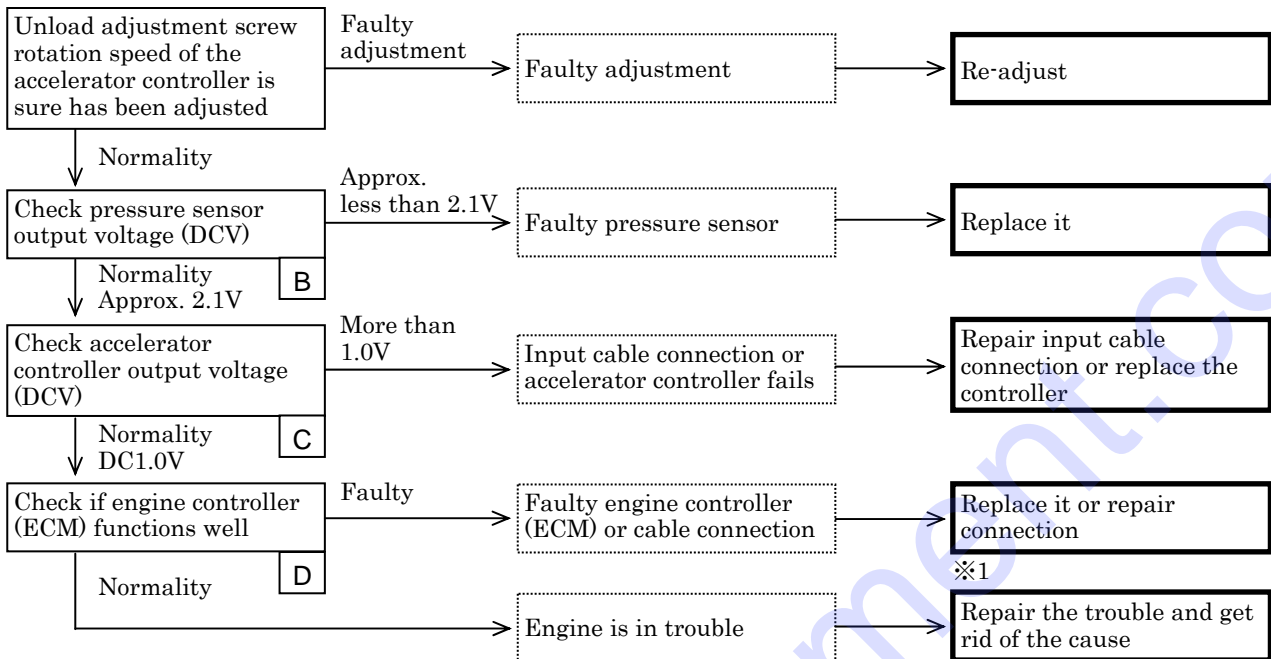 Unload adjustment screw
rotation speed of the
accelerator controller is
sure has been adjusted
Faulty
adjustment
Faulty adjustment
Re-adjust
Normality
Check pressure sensor
output voltage (DCV)
B
Approx.
less than 2.1V
Faulty pressure sensor
Replace it
Normality
Approx. 2.1V
Check accelerator
controller output voltage
(DCV)
C
More than
1.0V
Input cable connection or
accelerator controller fails
Repair input cable
connection or replace the
controller
Normality
DC1.0V
Check if engine controller
(ECM) functions well
D
Faulty
Faulty engine controller
(ECM) or cable connection
Replace it or repair
connection
※1
Normality
Engine is in trouble
Repair the trouble and get
rid of the cause
ment.co